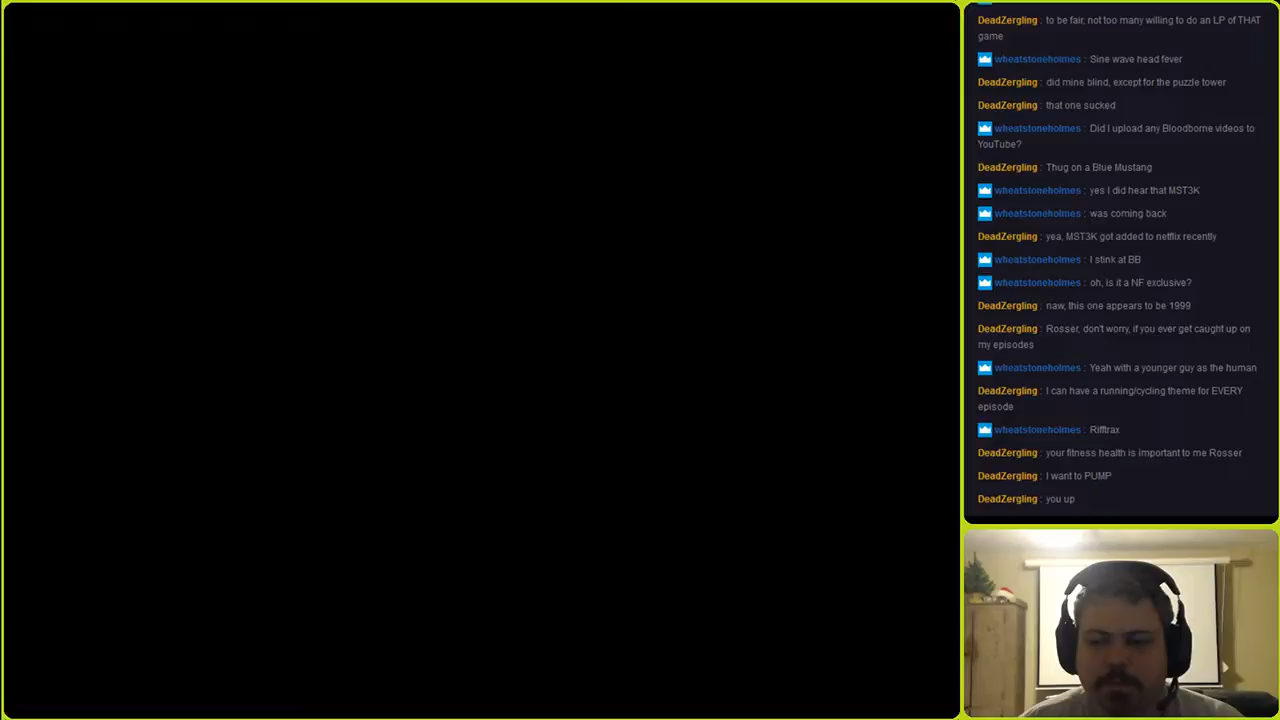 DeadZergling : to be fair, not too many willing to do an LP of THAT
game
wheatstoneholmes : Sine wave head fever
DeadZergling : did mine blind, except for the puzzle tower
DeadZergling : that one sucked
wheatstoneholmes : Did I upload any Bloodborne videos to
YouTube?
DeadZergling : Thug on a Blue Mustang
wheatstoneholmes : yes I did hear that MST3K
wheatstoneholmes : was coming back
DeadZergling : yea, MST3K got added to netflix recently
wheatstoneholmes : I stink at BB
wheatstoneholmes : oh, is it a NF exclusive?
DeadZergling : naw, this one appears to be 1999
DeadZergling : Rosser, don't worry, if you ever get caught up on
my episodes
wheatstoneholmes : Yeah with a younger guy as the human
DeadZergling : I can have a running/cycling theme for EVERY
episode
wheatstoneholmes : Rifftrax
DeadZergling : your fitness health is important to me Rosser
DeadZergling : I want to PUMP
DeadZergling : you up